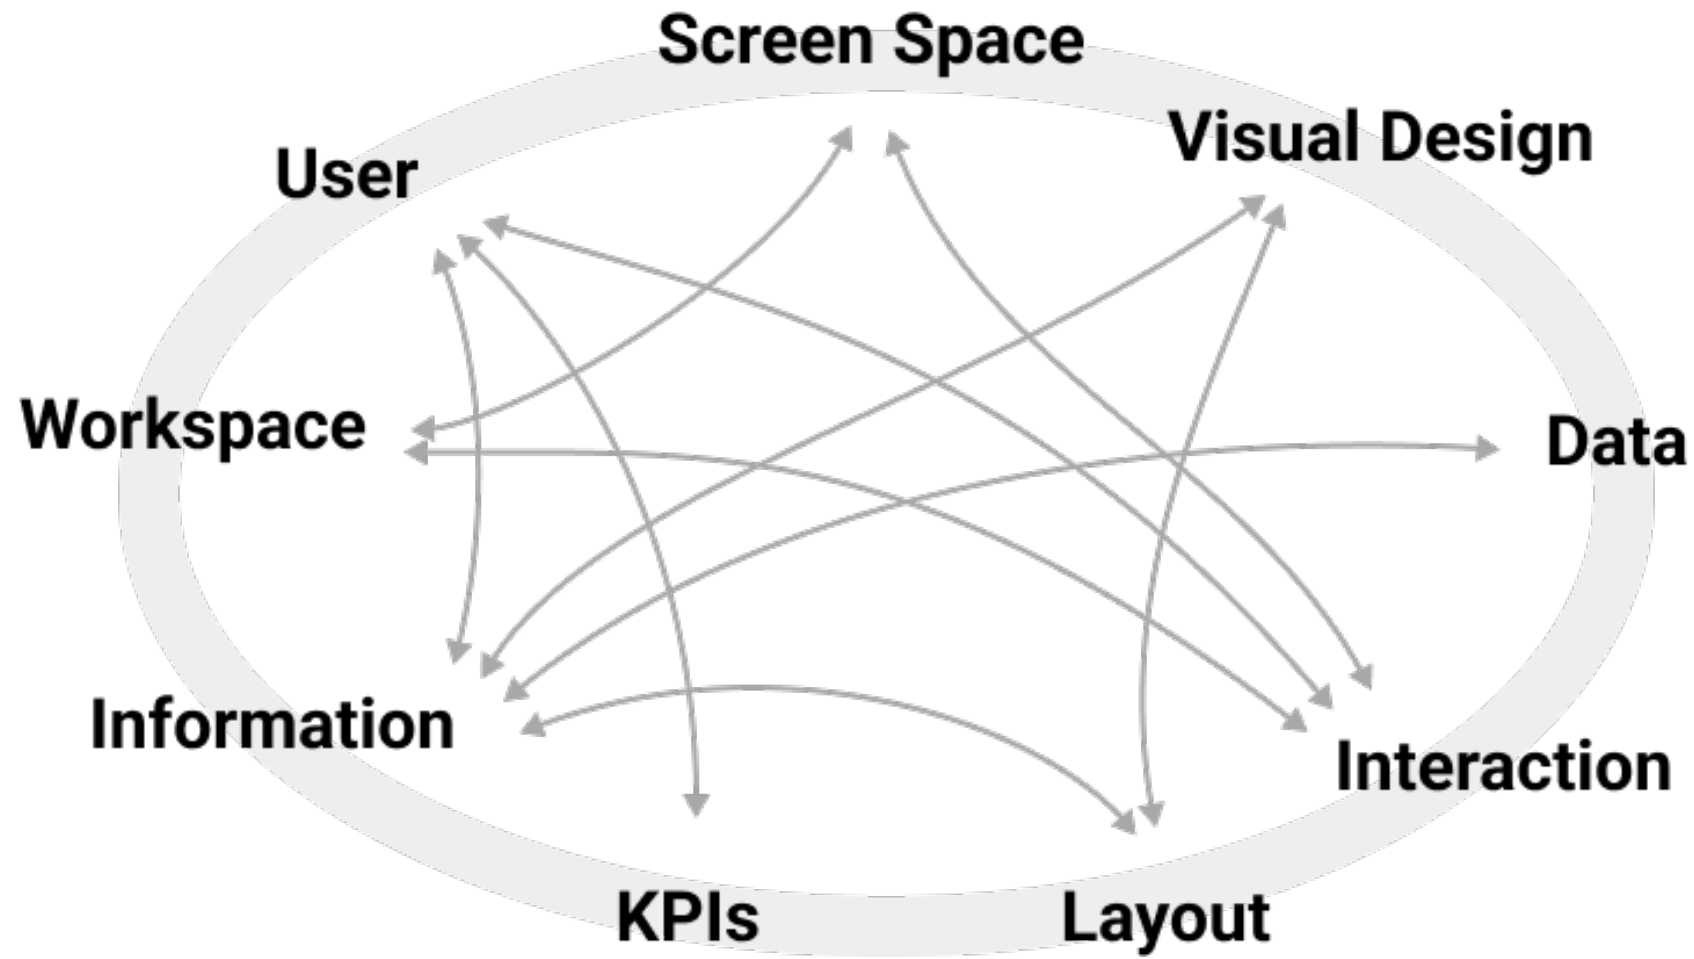 Screen Space
Visual Design
User
Workspace
Data
Information
Interaction
KPIs
Layout